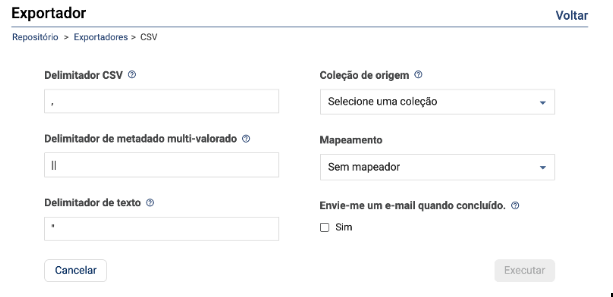 Exportador
Voltar
Repositório > Exportadores > CSV
Delimitador CSV
,
Delimitador de metadado multi-valorado
||
Delimitador de texto
"
Coleção de origem
Selecione uma coleção
Mapeamento
Sem mapeador
Envie-me um e-mail quando concluído.
Sim
Cancelar
Executar